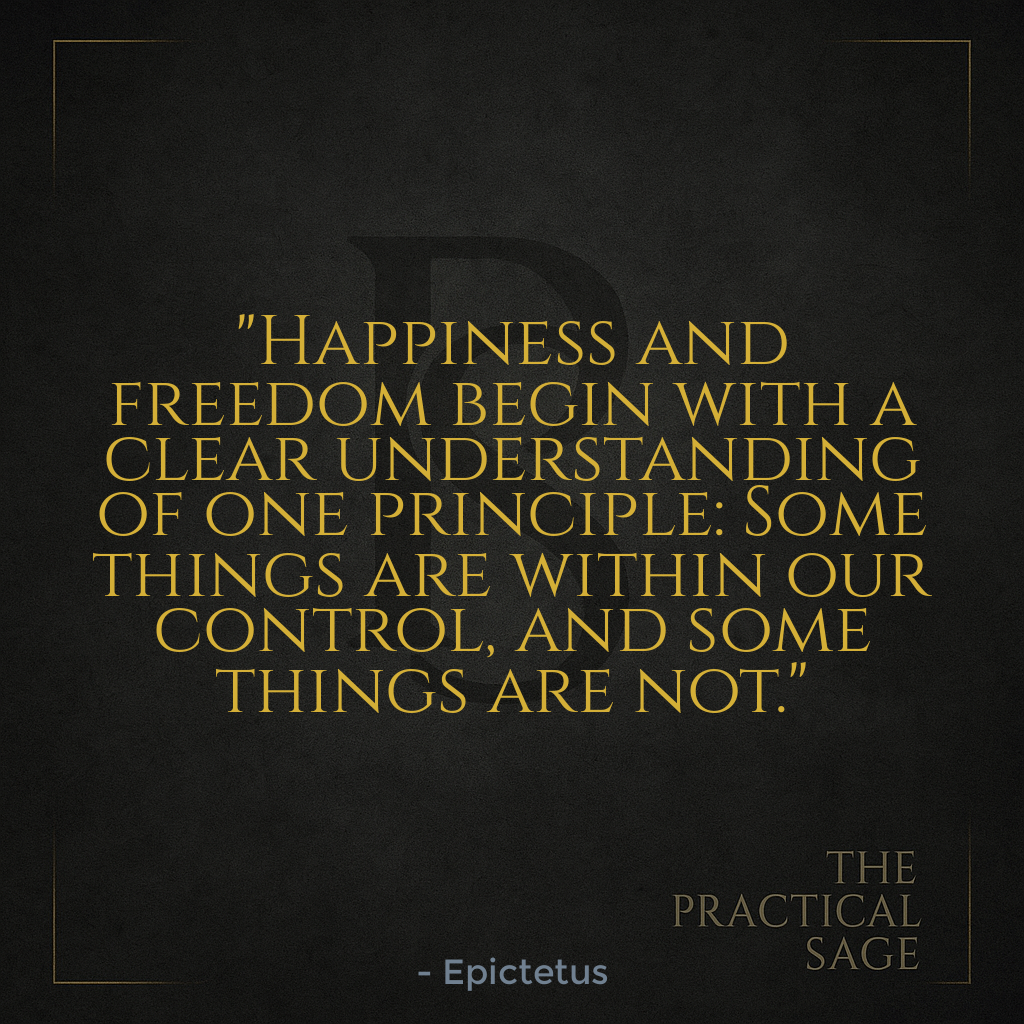 "Happiness and
freedom begin with a
clear understanding
of one principle: Some
things are within our
control, and some
things are not."
THE
PRACTICAL
SAGE
- Epictetus